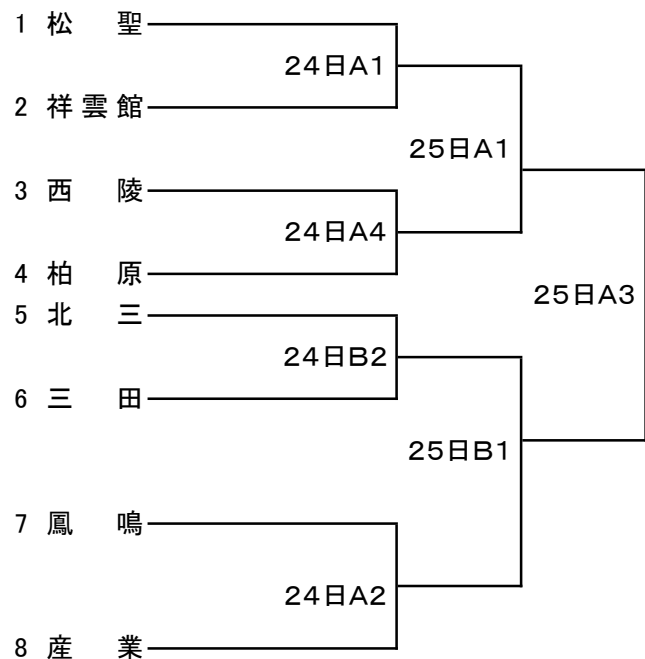 1 松 聖
24日A1
2 祥雲館
25日A1
3 西 陵
24日A4
4 柏 原
25日A3
5 北 三
24日B2
6 三 田
25日B1
7 鳳 鳴
24日A2
8 産 業